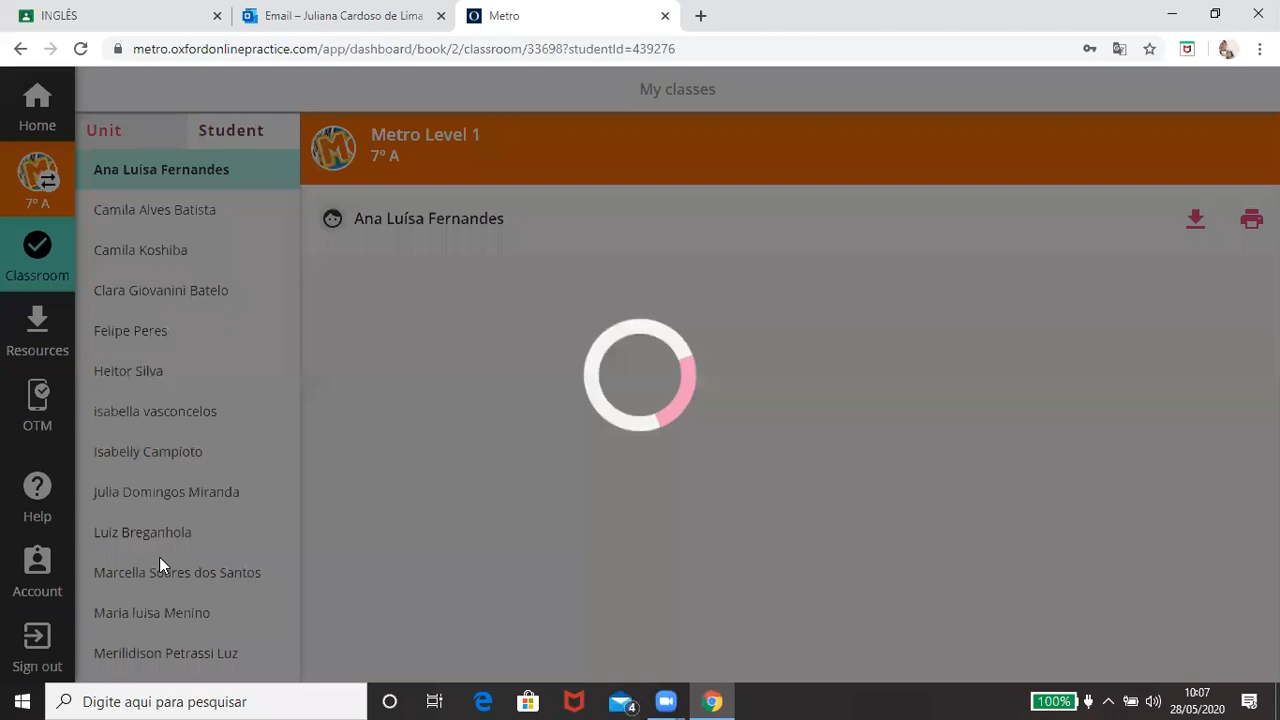 INGLÊS
Email – Juliana Cardoso de Lima
Metro
metro.oxfordonlinepractice.com/app/dashboard/book/2/classroom/33698?studentId=439276
My classes
Home
7º A
Classroom
Resources
OTM
Help
Account
Sign out
Unit
Student
Ana Luísa Fernandes
Camila Alves Batista
Camila Koshiba
Clara Giovanini Batelo
Felipe Peres
Heitor Silva
isabella vasconcelos
Isabelly Campioto
Julia Domingos Miranda
Luiz Breganhola
Marcella Soares dos Santos
Maria luisa Menino
Merilidison Petrassi Luz
Metro Level 1
7º A
Ana Luísa Fernandes
Digite aqui para pesquisar
4
100%
10:07
28/05/2020